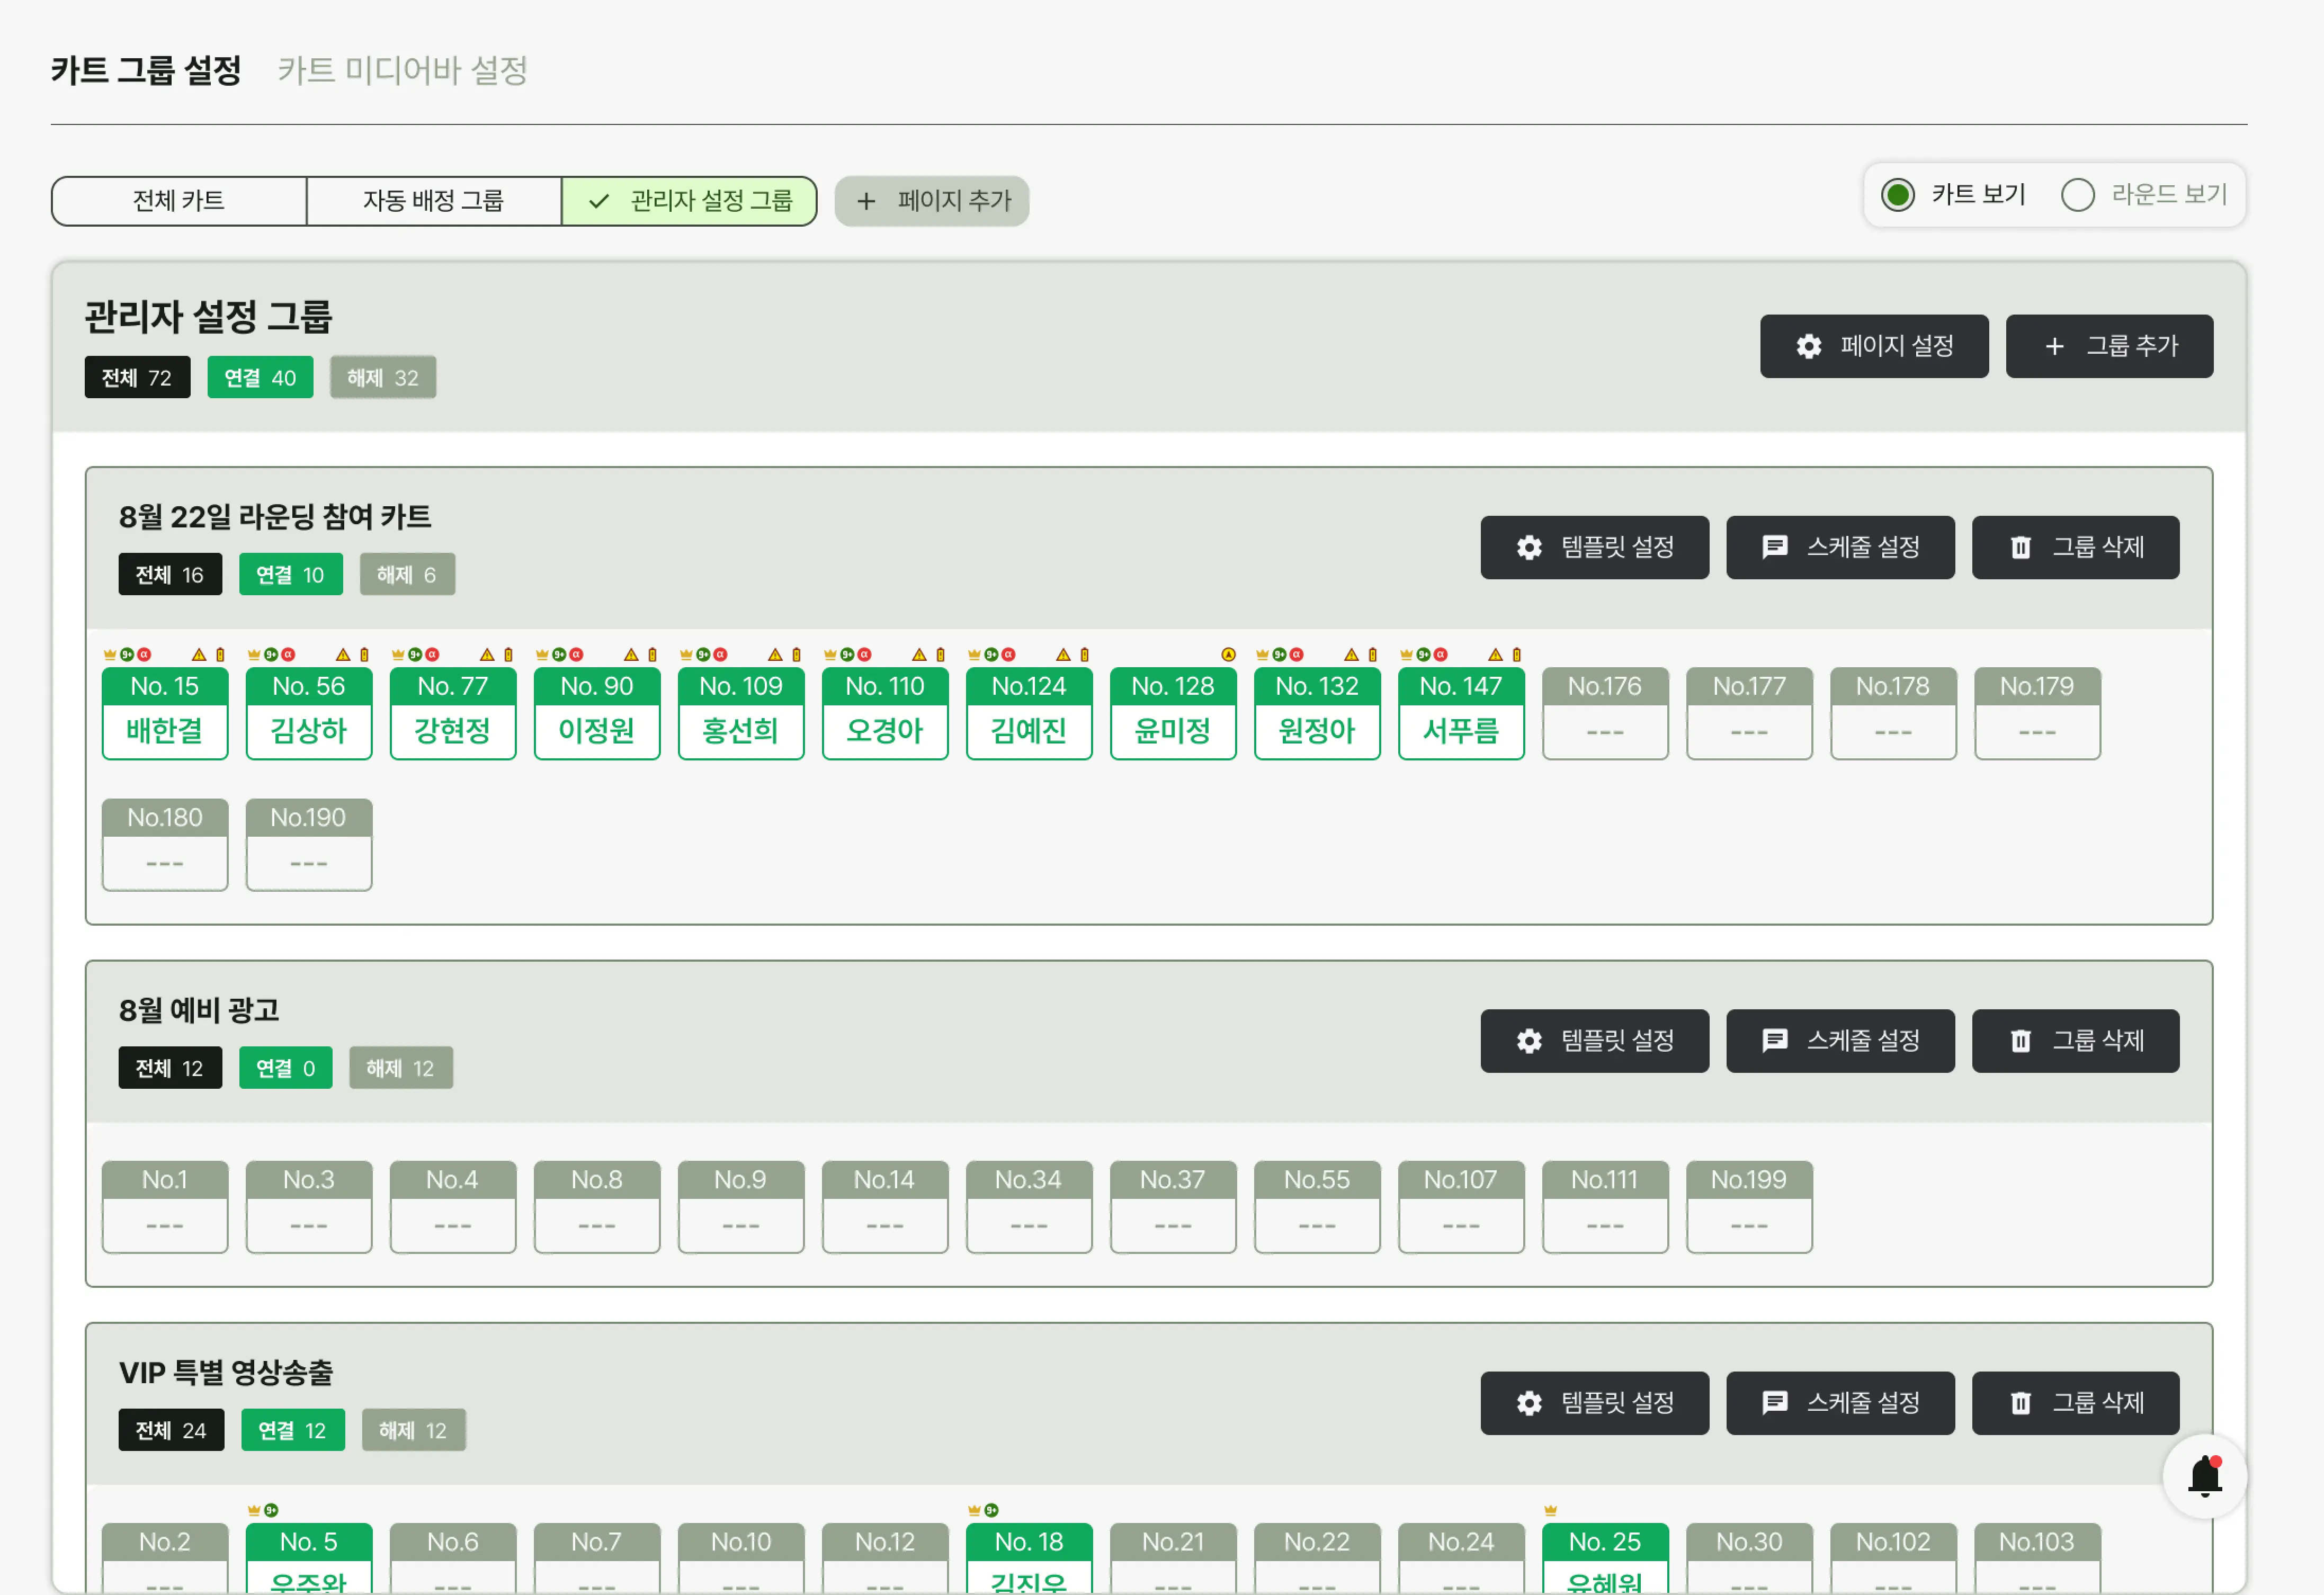 카트 그룹 설정 카트 미디어바 설정
전체 카트 자동 배정 그룹 관리자 설정 그룹 + 페이지 추가 카트 보기 라운드 보기
관리자 설정 그룹
페이지 설정 + 그룹 추가
전체 72 연결 40 해제 32
8월 22일 라운딩 참여 카트
템플릿 설정 스케줄 설정 그룹 삭제
전체 16 연결 10 해제 6
9+ α 9+ α 9+ α 9+ α 9+ α 9+ α 9+ α 9+ α 9+ α
No. 15 No. 56 No. 77 No. 90 No. 109 No. 110 No.124 No. 128 No. 132 No. 147 No.176 No.177 No.178 No.179
배한결 김상하 강현정 이정원 홍선희 오경아 김예진 윤미정 원정아 서푸름 --- --- --- ---
No.180 No.190
--- ---
8월 예비 광고
템플릿 설정 스케줄 설정 그룹 삭제
전체 12 연결 0 해제 12
No.1 No.3 No.4 No.8 No.9 No.14 No.34 No.37 No.55 No.107 No.111 No.199
--- --- --- --- --- --- --- --- --- --- --- ---
VIP 특별 영상송출
템플릿 설정 스케줄 설정 그룹 삭제
전체 24 연결 12 해제 12
9+ 9+
No.2 No. 5 No.6 No.7 No.10 No.12 No. 18 No.21 No.22 No.24 No. 25 No.30 No.102 No.103
--- --- --- --- --- --- --- --- --- --- ---